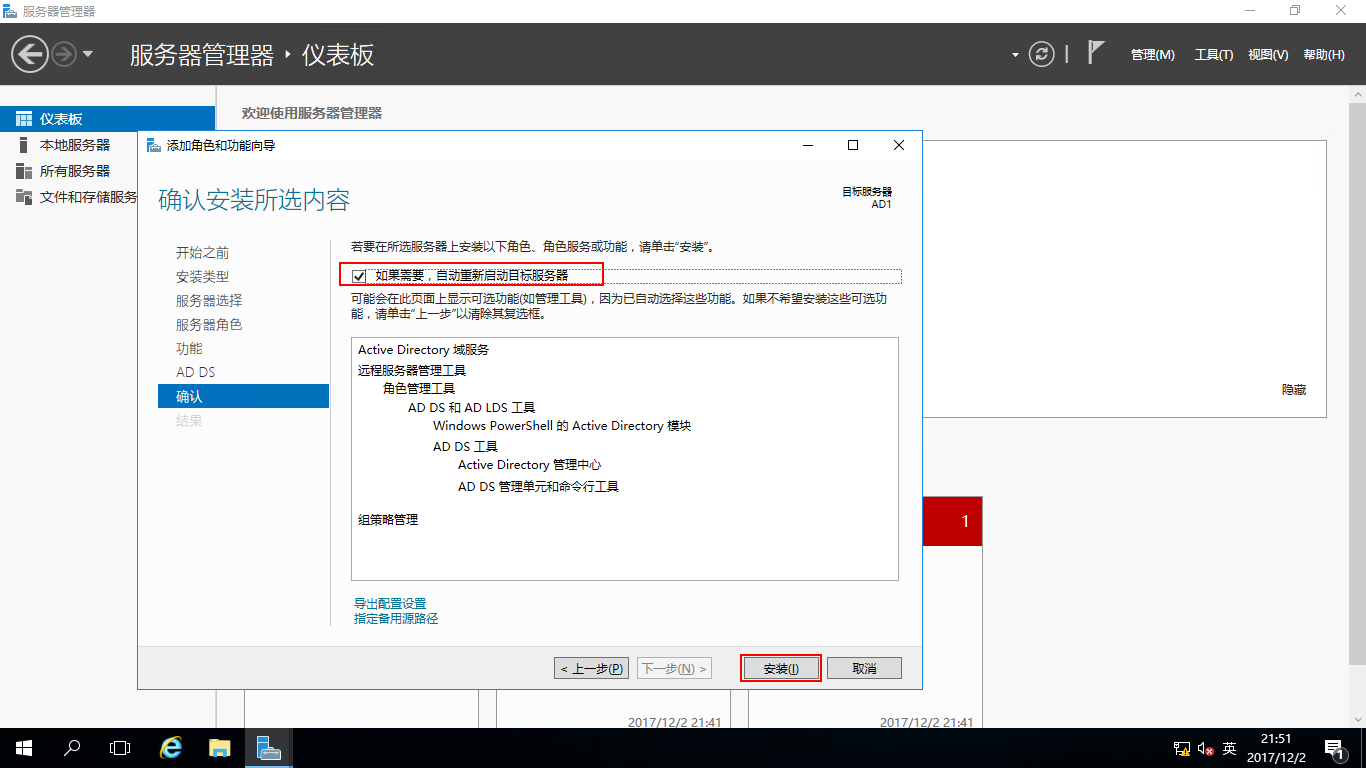 服务器管理器
服务器管理器 · 仪表板
管理(M) 工具(T) 视图(V) 帮助(H)
仪表板
本地服务器
所有服务器
文件和存储服务
欢迎使用服务器管理器
添加角色和功能向导
确认安装所选内容
目标服务器
AD1
开始之前
安装类型
服务器选择
服务器角色
功能
AD DS
确认
结果
若要在所选服务器上安装以下角色、角色服务或功能，请单击“安装”。
如果需要，自动重新启动目标服务器
可能会在此页面上显示可选功能(如管理工具)，因为已自动选择这些功能。如果不希望安装这些可选功
能，请单击“上一步”以清除其复选框。
Active Directory 域服务
远程服务器管理工具
角色管理工具
AD DS 和 AD LDS 工具
Windows PowerShell 的 Active Directory 模块
AD DS 工具
Active Directory 管理中心
AD DS 管理单元和命令行工具
组策略管理
导出配置设置
指定备用源路径
< 上一步(P) 下一步(N) > 安装(I) 取消
隐藏
1
2017/12/2 21:41
2017/12/2 21:41
英
21:51
2017/12/2
1